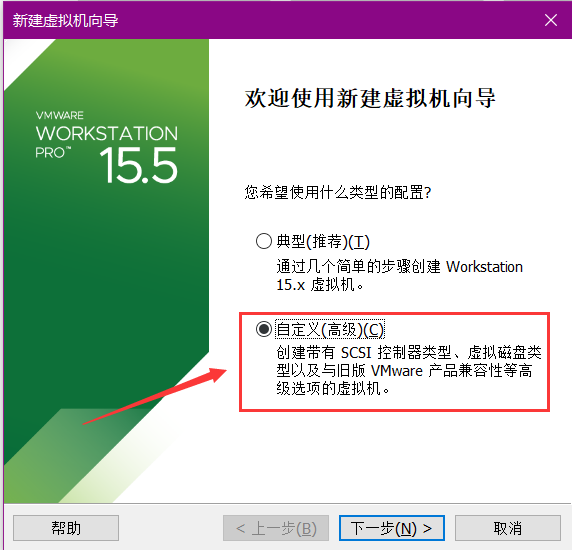 新建虚拟机向导
VMWARE
WORKSTATION
PRO™
15.5
欢迎使用新建虚拟机向导
您希望使用什么类型的配置?
典型(推荐)(T)
通过几个简单的步骤创建 Workstation
15.x 虚拟机。
自定义(高级)(C)
创建带有 SCSI 控制器类型、虚拟磁盘类
型以及与旧版 VMware 产品兼容性等高
级选项的虚拟机。
帮助
< 上一步(B)
下一步(N) >
取消